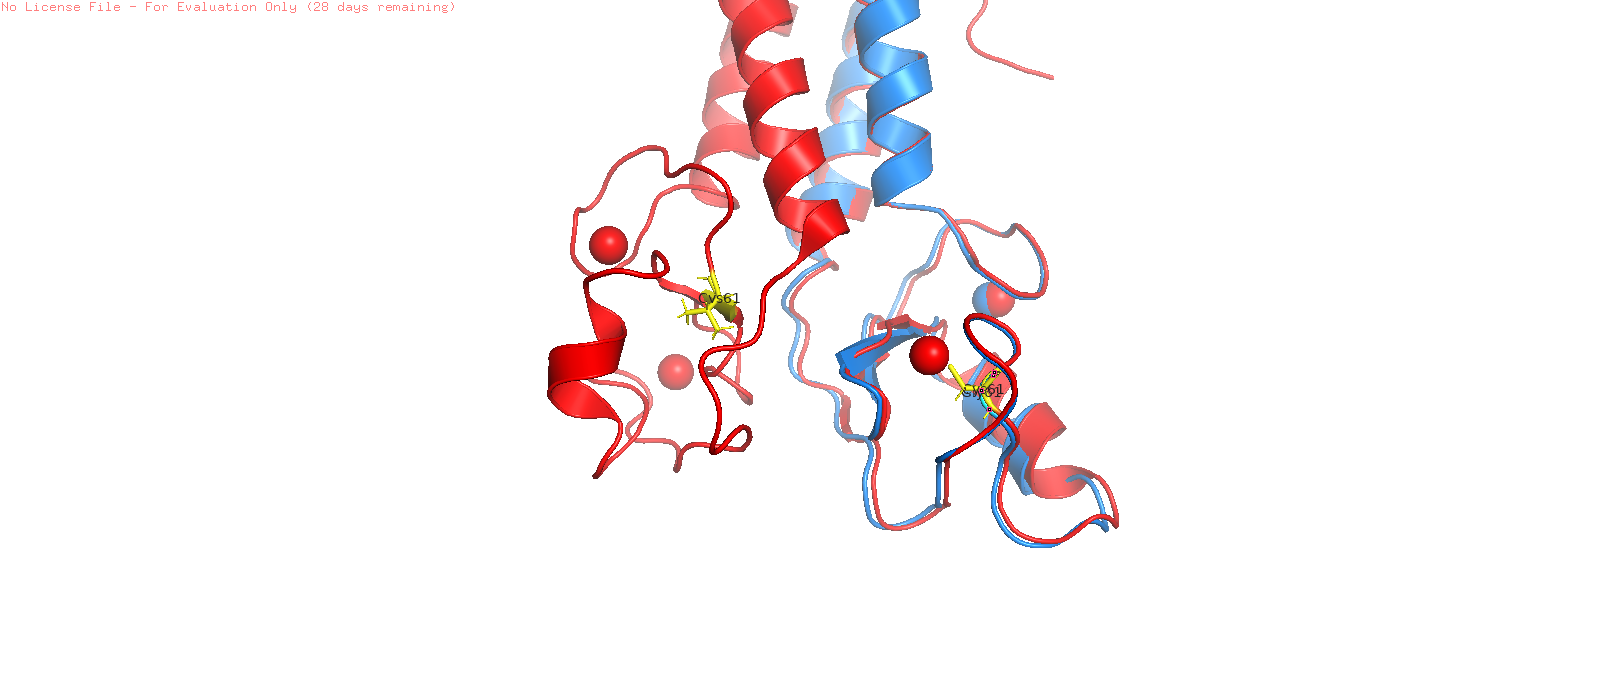 No License File - For Evaluation Only (28 days remaining)
Cys61